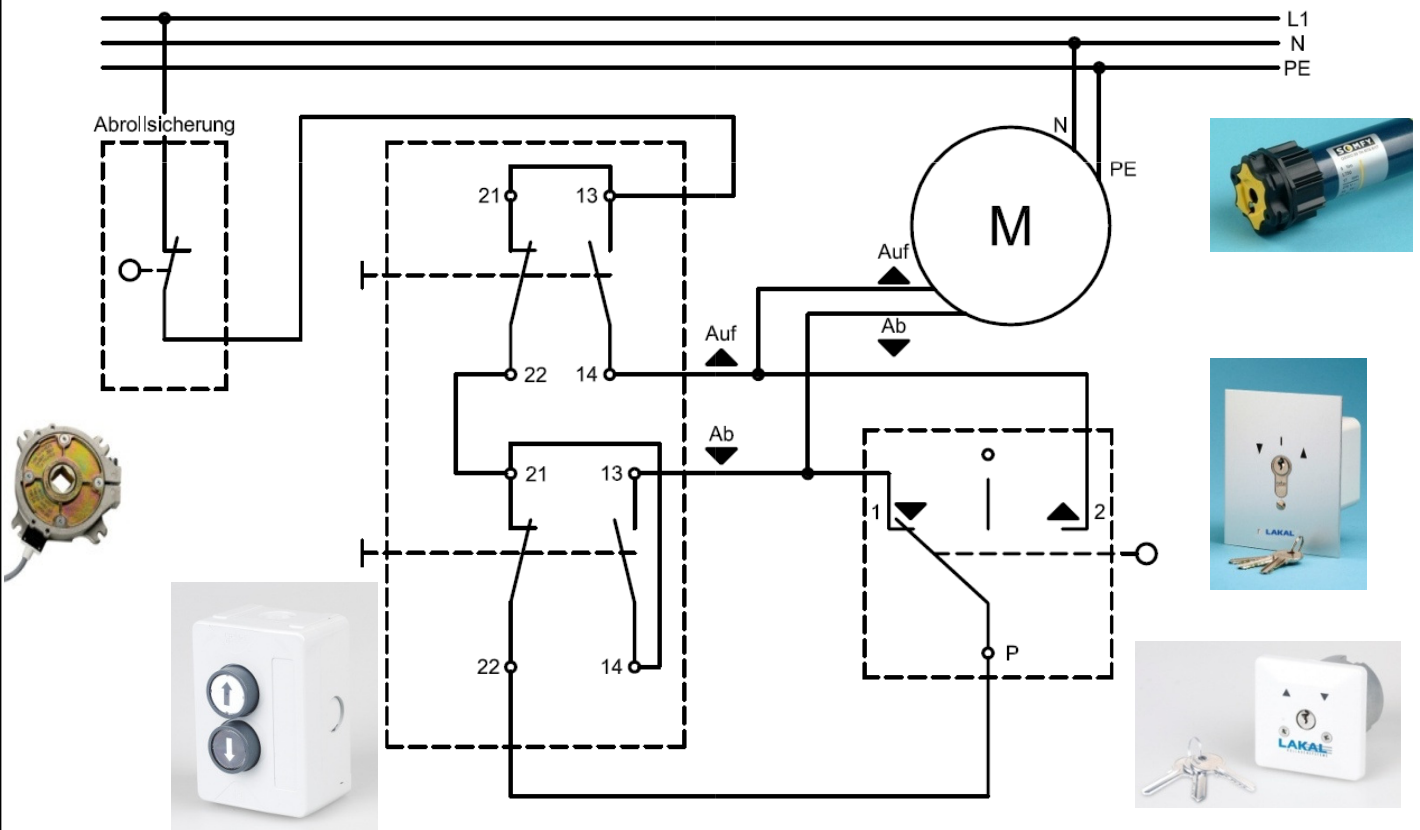 L1
N
PE
Abrollsicherung
N
PE
21
13
M
SOMFY
Auf
Ab
Auf
22
14
Ab
21
13
1
2
LAKAL
22
14
P
LAKAL